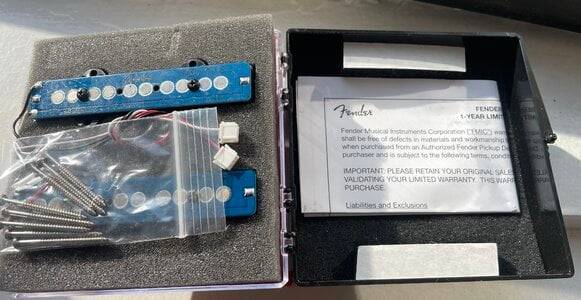 Fender
FENDER
1-YEAR LIMITED
Fender Musical Instruments Corporation ("FMIC")
shall be free of defects in materials and workmanship
when purchased from an Authorized Fender Pickup
purchaser and is subject to the following terms,
IMPORTANT: PLEASE RETAIN YOUR ORIGINAL SALES
VALIDATING YOUR LIMITED WARRANTY. THIS
PURCHASE.
Liabilities and Exclusions